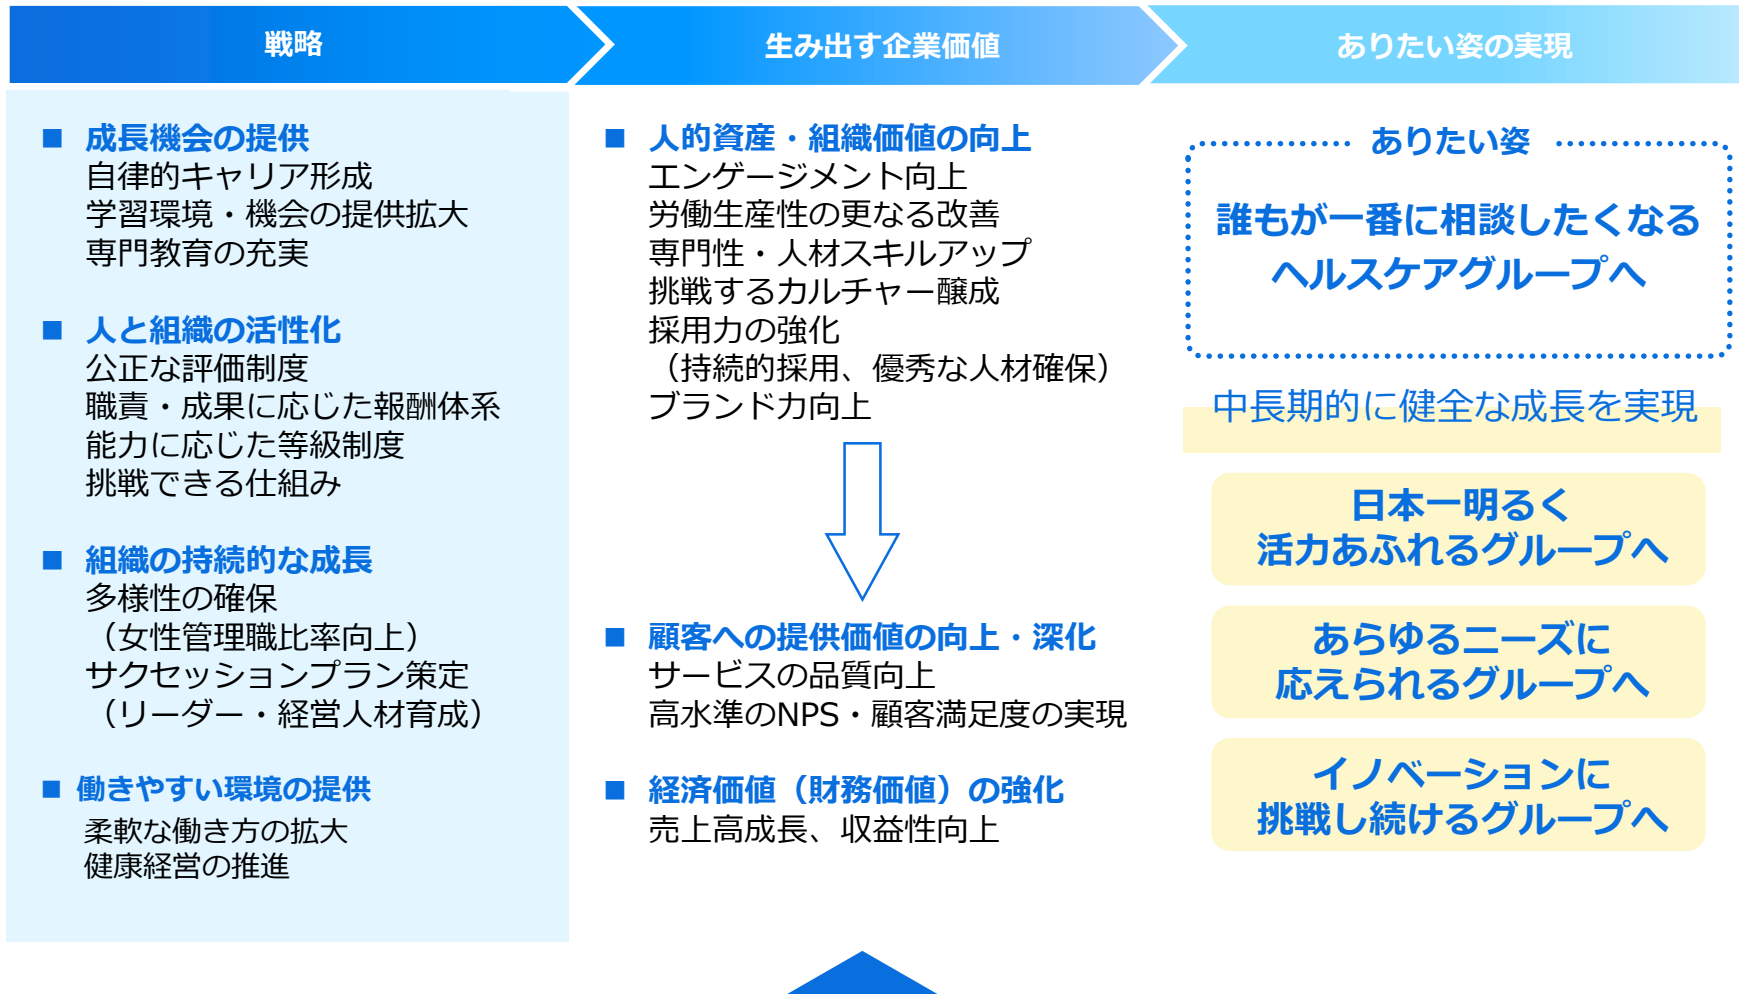 戦略
生み出す企業価値
ありたい姿の実現
■ 成長機会の提供
自律的キャリア形成
学習環境・機会の提供拡大
専門教育の充実
■ 人と組織の活性化
公正な評価制度
職責・成果に応じた報酬体系
能力に応じた等級制度
挑戦できる仕組み
■ 組織の持続的な成長
多様性の確保
（女性管理職比率向上）
サクセッションプラン策定
（リーダー・経営人材育成）
■ 働きやすい環境の提供
柔軟な働き方の拡大
健康経営の推進
■ 人的資産・組織価値の向上
エンゲージメント向上
労働生産性の更なる改善
専門性・人材スキルアップ
挑戦するカルチャー醸成
採用力の強化
（持続的採用、優秀な人材確保）
ブランド力向上
■ 顧客への提供価値の向上・深化
サービスの品質向上
高水準のNPS・顧客満足度の実現
■ 経済価値（財務価値）の強化
売上高成長、収益性向上
ありたい姿
誰もが一番に相談したくなる
ヘルスケアグループへ
中長期的に健全な成長を実現
日本一明るく
活力あふれるグループへ
あらゆるニーズに
応えられるグループへ
イノベーションに
挑戦し続けるグループへ